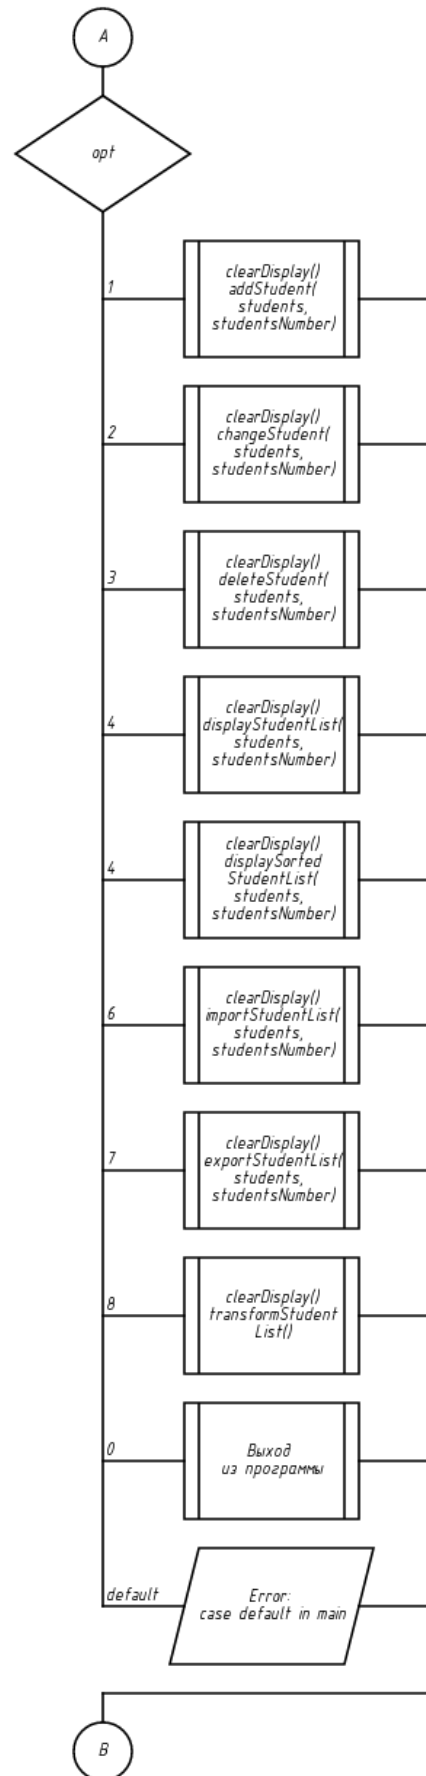 A
opt
1
clearDisplay()
addStudent(
students,
studentsNumber)
2
clearDisplay()
changeStudent(
students,
studentsNumber)
3
clearDisplay()
deleteStudent(
students,
studentsNumber)
4
clearDisplay()
displayStudentList(
students,
studentsNumber)
4
clearDisplay()
displaySorted
StudentList(
students,
studentsNumber)
6
clearDisplay()
importStudentList(
students,
studentsNumber)
7
clearDisplay()
exportStudentList(
students,
studentsNumber)
8
clearDisplay()
transformStudent
List()
0
Выход
из программы
default
Error:
case default in main
B